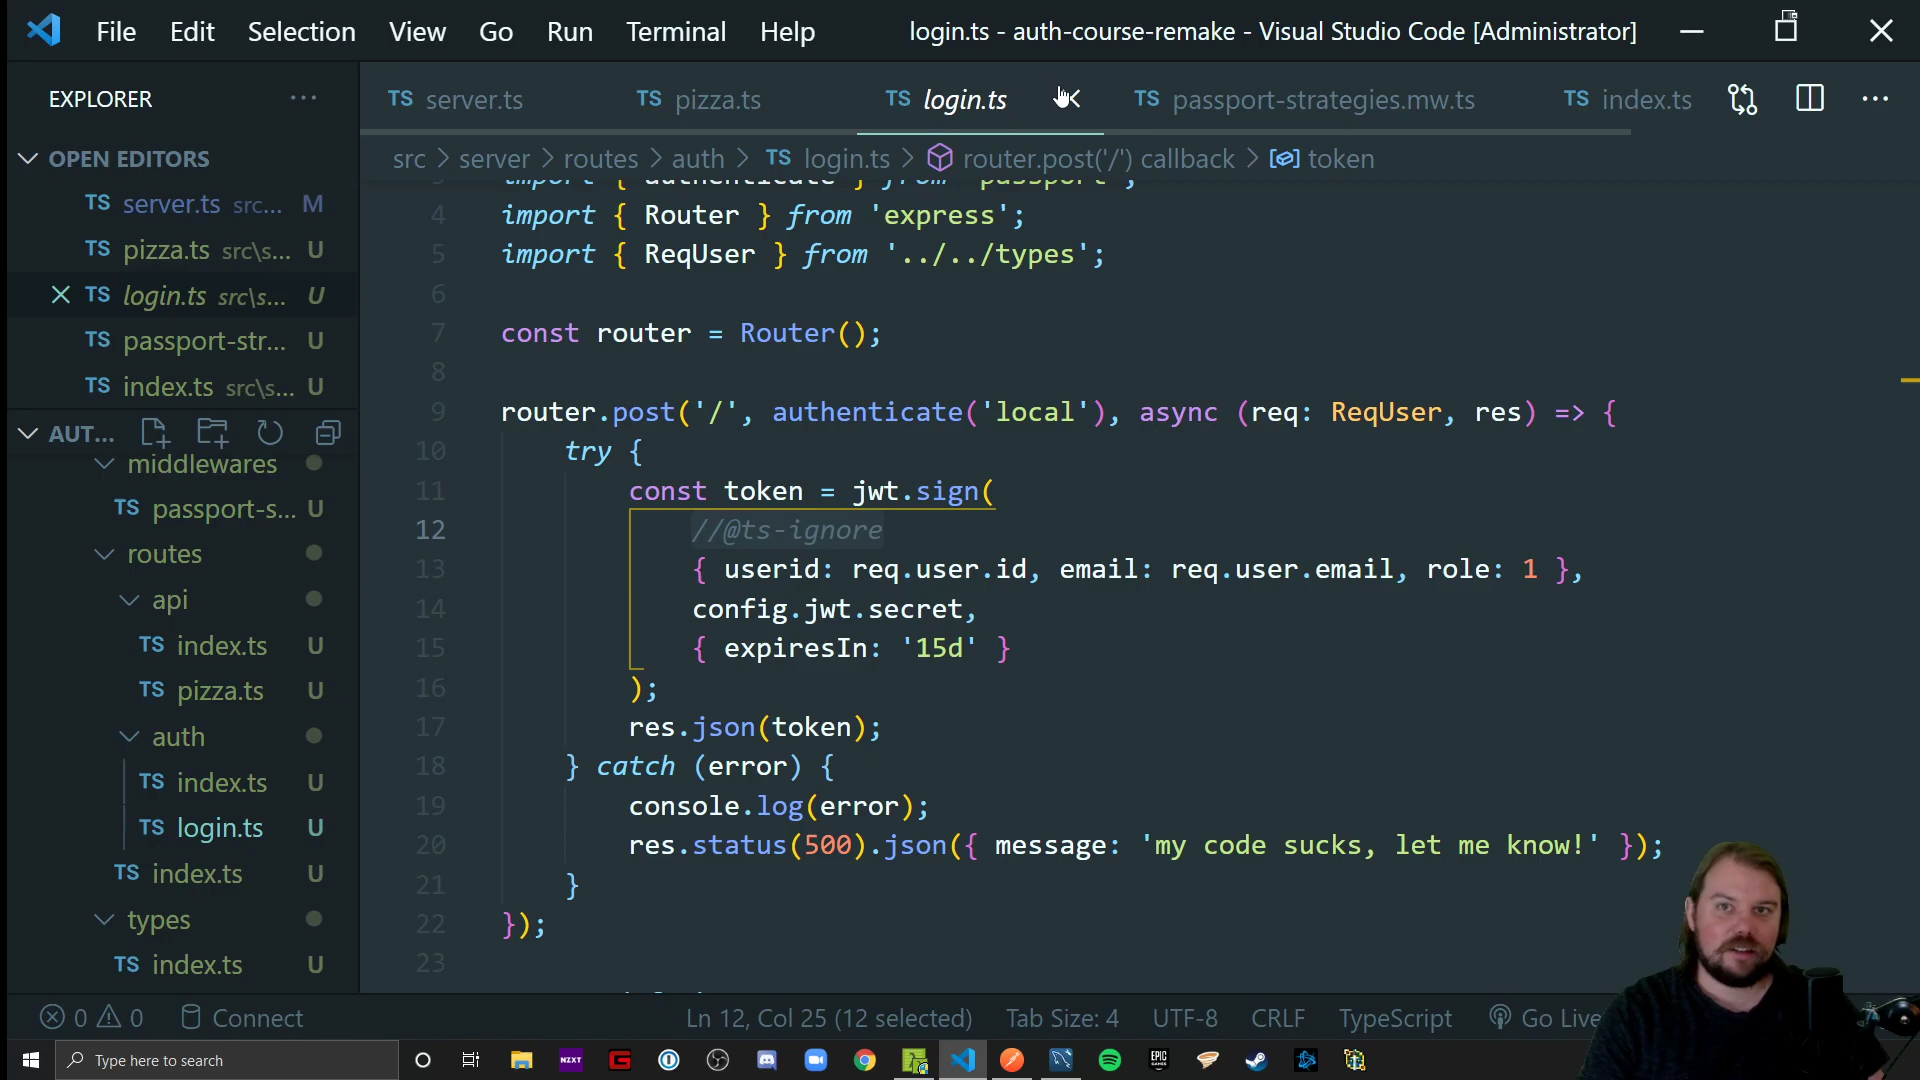 File Edit Selection View Go Run Terminal Help login.ts - auth-course-remake - Visual Studio Code [Administrator]
EXPLORER ...
TS server.ts TS pizza.ts TS login.ts TS passport-strategies.mw.ts TS index.ts ...
OPEN EDITORS
src > server > routes > auth > TS login.ts > router.post('/') callback > token
TS server.ts src... M
TS pizza.ts src\s... U
TS login.ts src\s... U
TS passport-str... U
TS index.ts src\s... U
AUT...
middlewares
TS passport-s... U
routes
api
TS index.ts U
TS pizza.ts U
auth
TS index.ts U
TS login.ts U
TS index.ts U
types
TS index.ts U
3 import { authenticate } from 'passport';
4 import { Router } from 'express';
5 import { ReqUser } from '../../types';
6
7 const router = Router();
8
9 router.post('/', authenticate('local'), async (req: ReqUser, res) => {
10 try {
11 const token = jwt.sign(
12 //@ts-ignore
13 { userid: req.user.id, email: req.user.email, role: 1 },
14 config.jwt.secret,
15 { expiresIn: '15d' }
16 );
17 res.json(token);
18 } catch (error) {
19 console.log(error);
20 res.status(500).json({ message: 'my code sucks, let me know!' });
21 }
22 });
23
0 0 Connect Ln 12, Col 25 (12 selected) Tab Size: 4 UTF-8 CRLF TypeScript Go Live
Type here to search NZXT EPIC GAMES